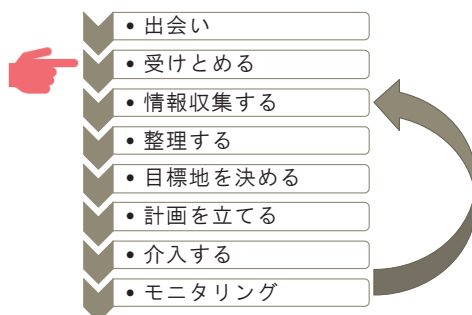 • 出会い
• 受けとめる
• 情報収集する
• 整理する
• 目標地を決める
• 計画を立てる
• 介入する
• モニタリング